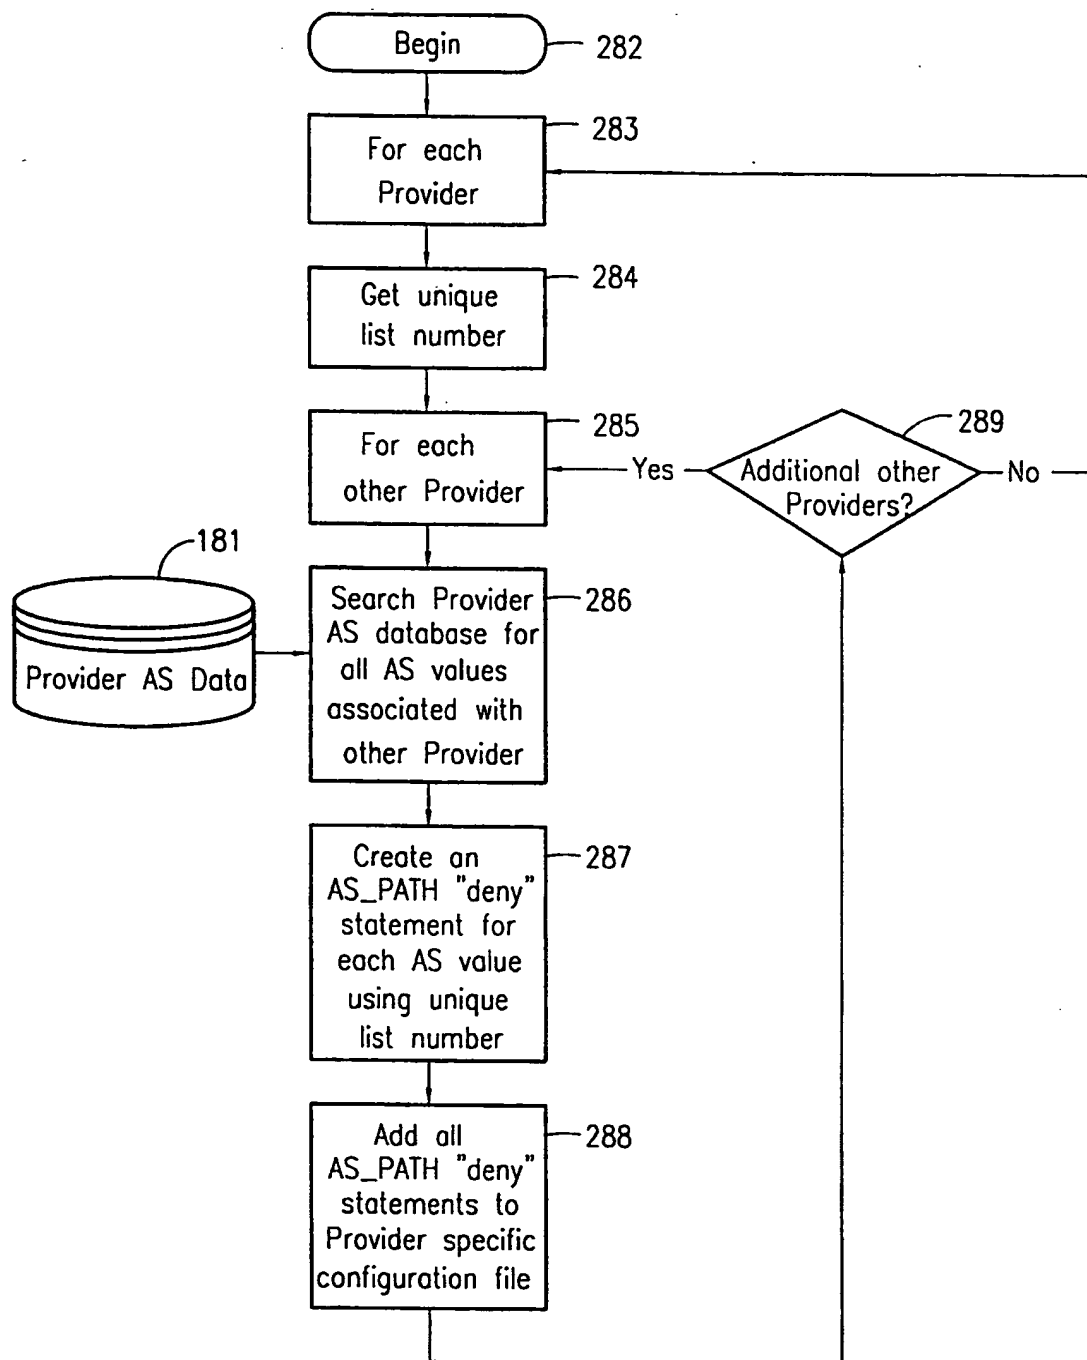 Begin
282
283
For each
Provider
284
Get unique
list number
285
For each
other Provider
Yes
289
Additional other
Providers?
No
181
Provider AS Data
286
Search Provider
AS database for
all AS values
associated with
other Provider
287
Create an
AS_PATH "deny"
statement for
each AS value
using unique
list number
288
Add all
AS_PATH "deny"
statements to
Provider specific
configuration file